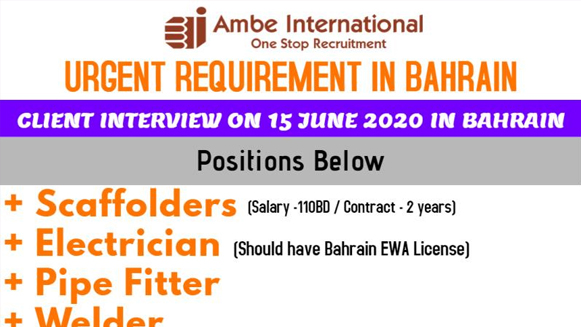 Ambe International
One Stop Recruitment
URGENT REQUIREMENT IN BAHRAIN
CLIENT INTERVIEW ON 15 JUNE 2020 IN BAHRAIN
Positions Below
+ Scaffolders (Salary -110BD / Contract - 2 years)
+ Electrician (Should have Bahrain EWA License)
+ Pipe Fitter
+ Welder